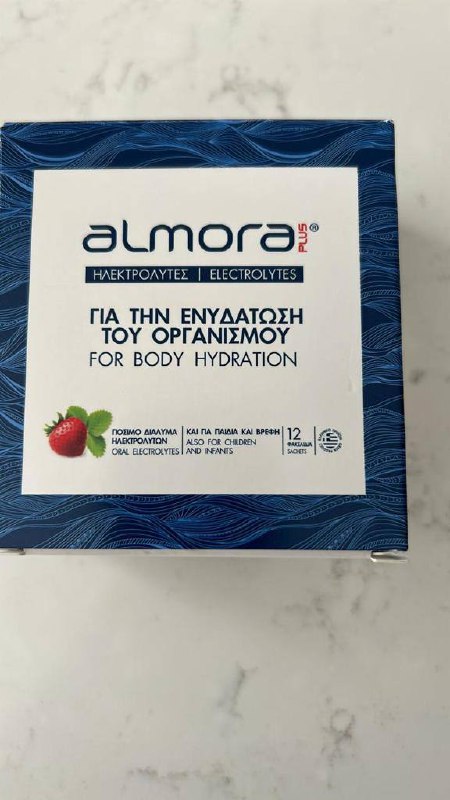 almora PLUS®
ΗΛΕΚΤΡΟΛΥΤΕΣ | ELECTROLYTES
ΓΙΑ ΤΗΝ ΕΝΥΔΑΤΩΣΗ
ΤΟΥ ΟΡΓΑΝΙΣΜΟΥ
FOR BODY HYDRATION
ΠΟΣΙΜΟ ΔΙΑΛΥΜΑ
ΗΛΕΚΤΡΟΛΥΤΩΝ
ORAL ELECTROLYTES
ΚΑΙ ΓΙΑ ΠΑΙΔΙΑ ΚΑΙ ΒΡΕΦΗ
ALSO FOR CHILDREN
AND INFANTS
12
ΦΑΚΕΛΙΣΚΟΙ
SACHETS